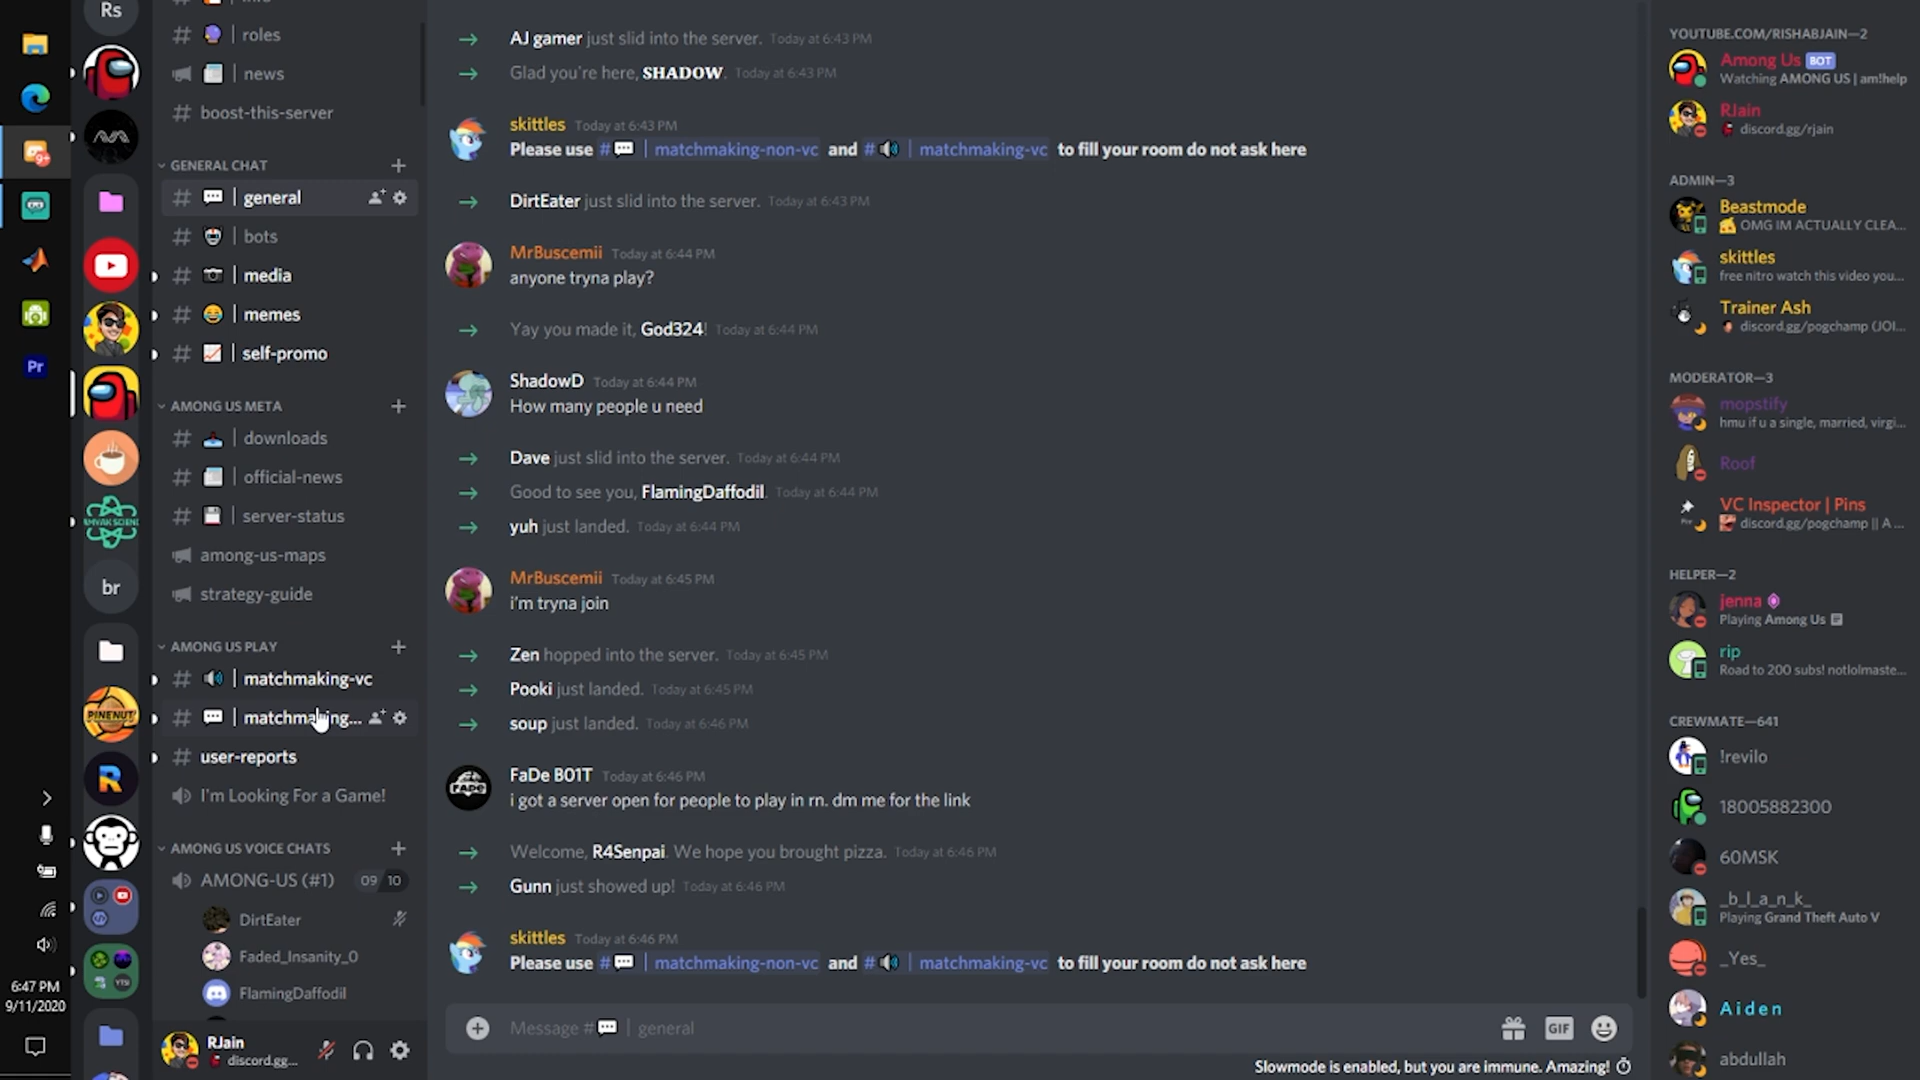 Rs
br
PINENUT
Pr
6:47 PM
9/11/2020
info
roles
news
boost-this-server
GENERAL CHAT
general
bots
media
memes
self-promo
AMONG US META
downloads
official-news
server-status
among-us-maps
strategy-guide
AMONG US PLAY
matchmaking-vc
matchmaking...
user-reports
I'm Looking For a Game!
AMONG US VOICE CHATS
AMONG-US (#1) 09 10
DirtEater
Faded_Insanity_0
FlamingDaffodil
RJain
discord.gg...
AJ gamer just slid into the server. Today at 6:43 PM
Glad you're here, SHADOW. Today at 6:43 PM
skittles Today at 6:43 PM
Please use # | matchmaking-non-vc and # | matchmaking-vc to fill your room do not ask here
DirtEater just slid into the server. Today at 6:43 PM
MrBuscemii Today at 6:44 PM
anyone tryna play?
Yay you made it, God324! Today at 6:44 PM
ShadowD Today at 6:44 PM
How many people u need
Dave just slid into the server. Today at 6:44 PM
Good to see you, FlamingDaffodil. Today at 6:44 PM
yuh just landed. Today at 6:44 PM
MrBuscemii Today at 6:45 PM
i'm tryna join
Zen hopped into the server. Today at 6:45 PM
Pooki just landed. Today at 6:45 PM
soup just landed. Today at 6:46 PM
FaDe B01T Today at 6:46 PM
i got a server open for people to play in rn. dm me for the link
Welcome, R4Senpai. We hope you brought pizza. Today at 6:46 PM
Gunn just showed up! Today at 6:46 PM
skittles Today at 6:46 PM
Please use # | matchmaking-non-vc and # | matchmaking-vc to fill your room do not ask here
Message # | general
GIF
Slowmode is enabled, but you are immune. Amazing!
YOUTUBE.COM/RISHABJAIN—2
Among Us BOT
Watching AMONG US | am!help
RJain
discord.gg/rjain
ADMIN—3
Beastmode
OMG IM ACTUALLY CLEA...
skittles
free nitro watch this video you...
Trainer Ash
discord.gg/pogchamp (JOI...
MODERATOR—3
mopstify
hmu if u a single, married, virgi...
Roof
VC Inspector | Pins
discord.gg/pogchamp || A ...
HELPER—2
jenna
Playing Among Us
rip
Road to 200 subs! notlolmaste...
CREWMATE—641
!revilo
18005882300
60MSK
_b_l_a_n_k_
Playing Grand Theft Auto V
_Yes_
Aiden
abdullah